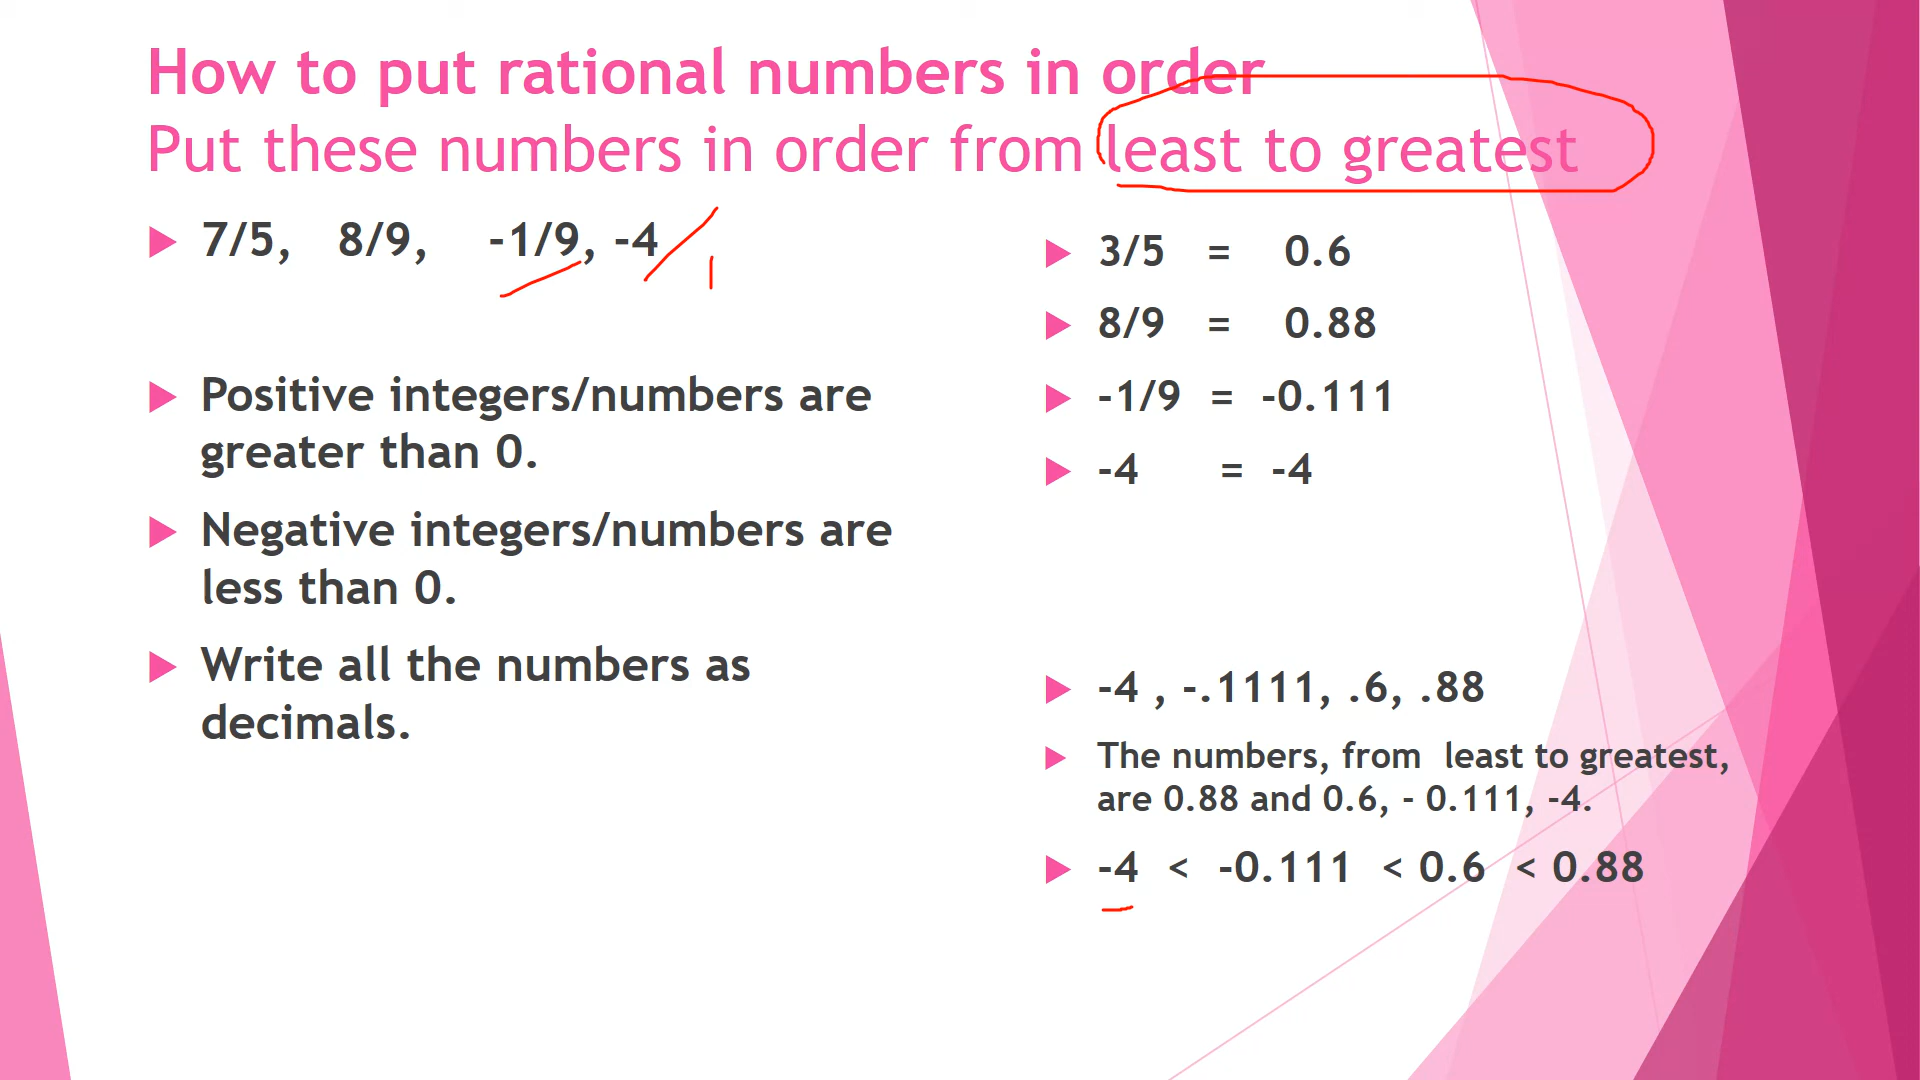 How to put rational numbers in order
Put these numbers in order from least to greatest
7/5, 8/9, -1/9, -4
1
Positive integers/numbers are
greater than 0.
Negative integers/numbers are
less than 0.
Write all the numbers as
decimals.
3/5 = 0.6
8/9 = 0.88
-1/9 = -0.111
-4 = -4
-4 , -.1111, .6, .88
The numbers, from least to greatest,
are 0.88 and 0.6, - 0.111, -4.
-4 < -0.111 < 0.6 < 0.88